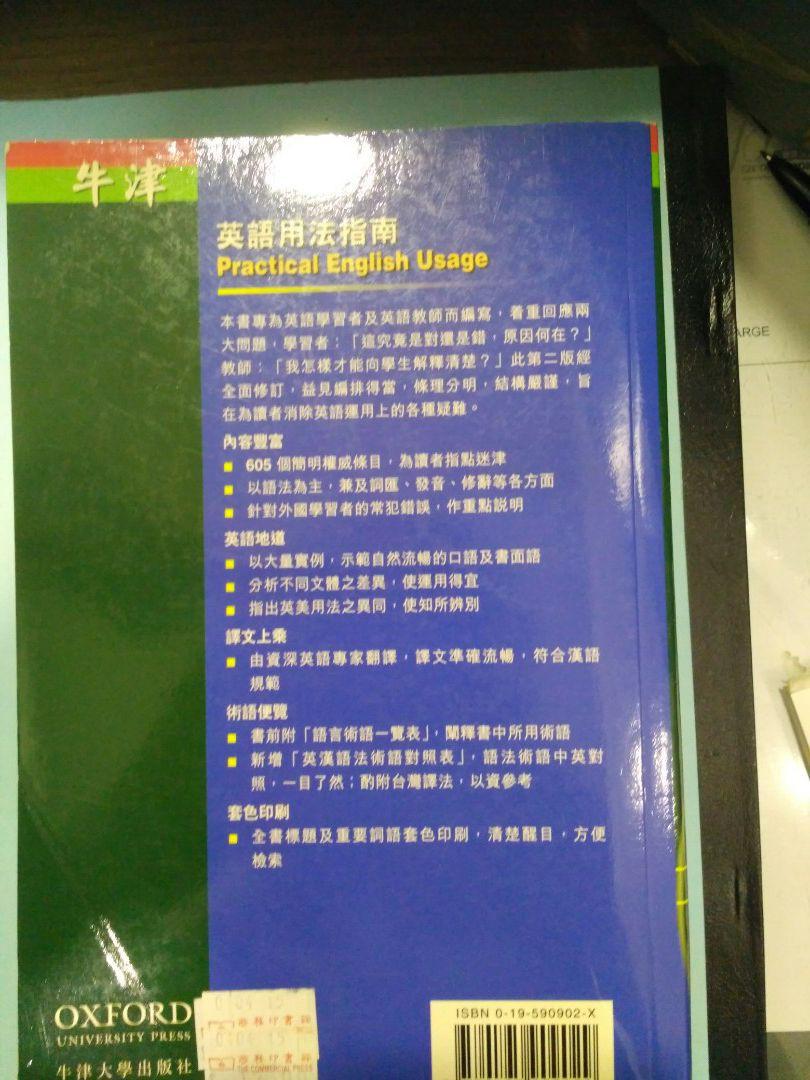 牛津
英語用法指南
Practical English Usage
本書專為英語學習者及英語教師而編寫，着重回應兩
大問題，學習者：「這究竟是對還是錯，原因何在？」
教師：「我怎樣才能向學生解釋清楚？」此第二版經
全面修訂，益見編排得當，條理分明，結構嚴謹，旨
在為讀者消除英語運用上的各種疑難。
內容豐富
■ 605 個簡明權威條目，為讀者指點迷津
■ 以語法為主，兼及詞匯、發音、修辭等各方面
■ 針對外國學習者的常犯錯誤，作重點說明
英語地道
■ 以大量實例，示範自然流暢的口語及書面語
■ 分析不同文體之差異，使運用得宜
■ 指出英美用法之異同，使知所辨別
譯文上乘
■ 由資深英語專家翻譯，譯文準確流暢，符合漢語
規範
術語便覽
■ 書前附「語言術語一覽表」，闡釋書中所用術語
■ 新增「英漢語法術語對照表」，語法術語中英對
照，一目了然；酌附台灣譯法，以資參考
套色印刷
■ 全書標題及重要詞語套色印刷，清楚醒目，方便
檢索
OXFORD
UNIVERSITY PRESS
牛津大學出版社
商務印書館
商務印書館
THE COMMERCIAL PRESS
ISBN 0-19-590902-X